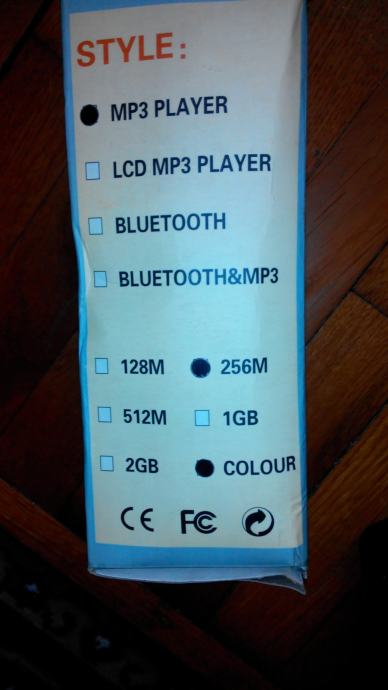 STYLE:
MP3 PLAYER
LCD MP3 PLAYER
BLUETOOTH
BLUETOOTH&MP3
128M 256M
512M 1GB
2GB COLOUR
CE FC